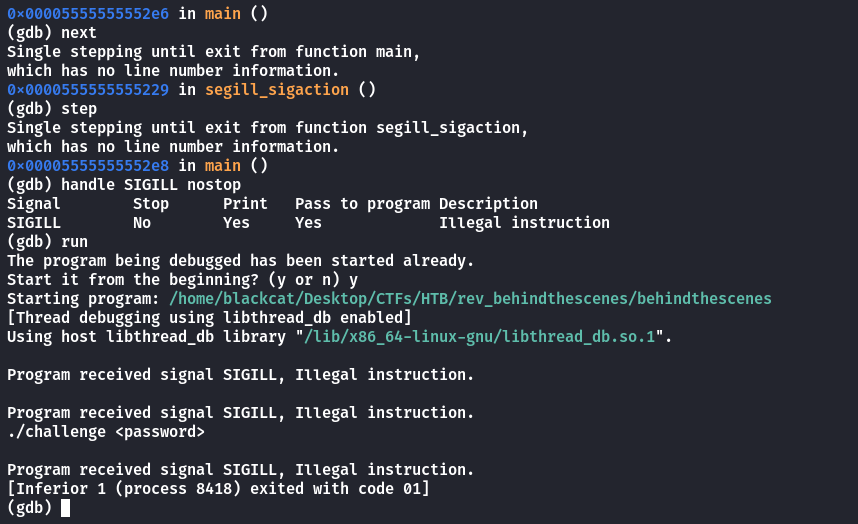 0×00005555555552e6 in main ()
(gdb) next
Single stepping until exit from function main,
which has no line number information.
0×0000555555555229 in segill_sigaction ()
(gdb) step
Single stepping until exit from function segill_sigaction,
which has no line number information.
0×00005555555552e8 in main ()
(gdb) handle SIGILL nostop
Signal        Stop      Print   Pass to program Description
SIGILL        No        Yes     Yes             Illegal instruction
(gdb) run
The program being debugged has been started already.
Start it from the beginning? (y or n) y
Starting program: /home/blackcat/Desktop/CTFs/HTB/rev_behindthescenes/behindthescenes
[Thread debugging using libthread_db enabled]
Using host libthread_db library "/lib/x86_64-linux-gnu/libthread_db.so.1".
Program received signal SIGILL, Illegal instruction.
Program received signal SIGILL, Illegal instruction.
./challenge <password>
Program received signal SIGILL, Illegal instruction.
[Inferior 1 (process 8418) exited with code 01]
(gdb)